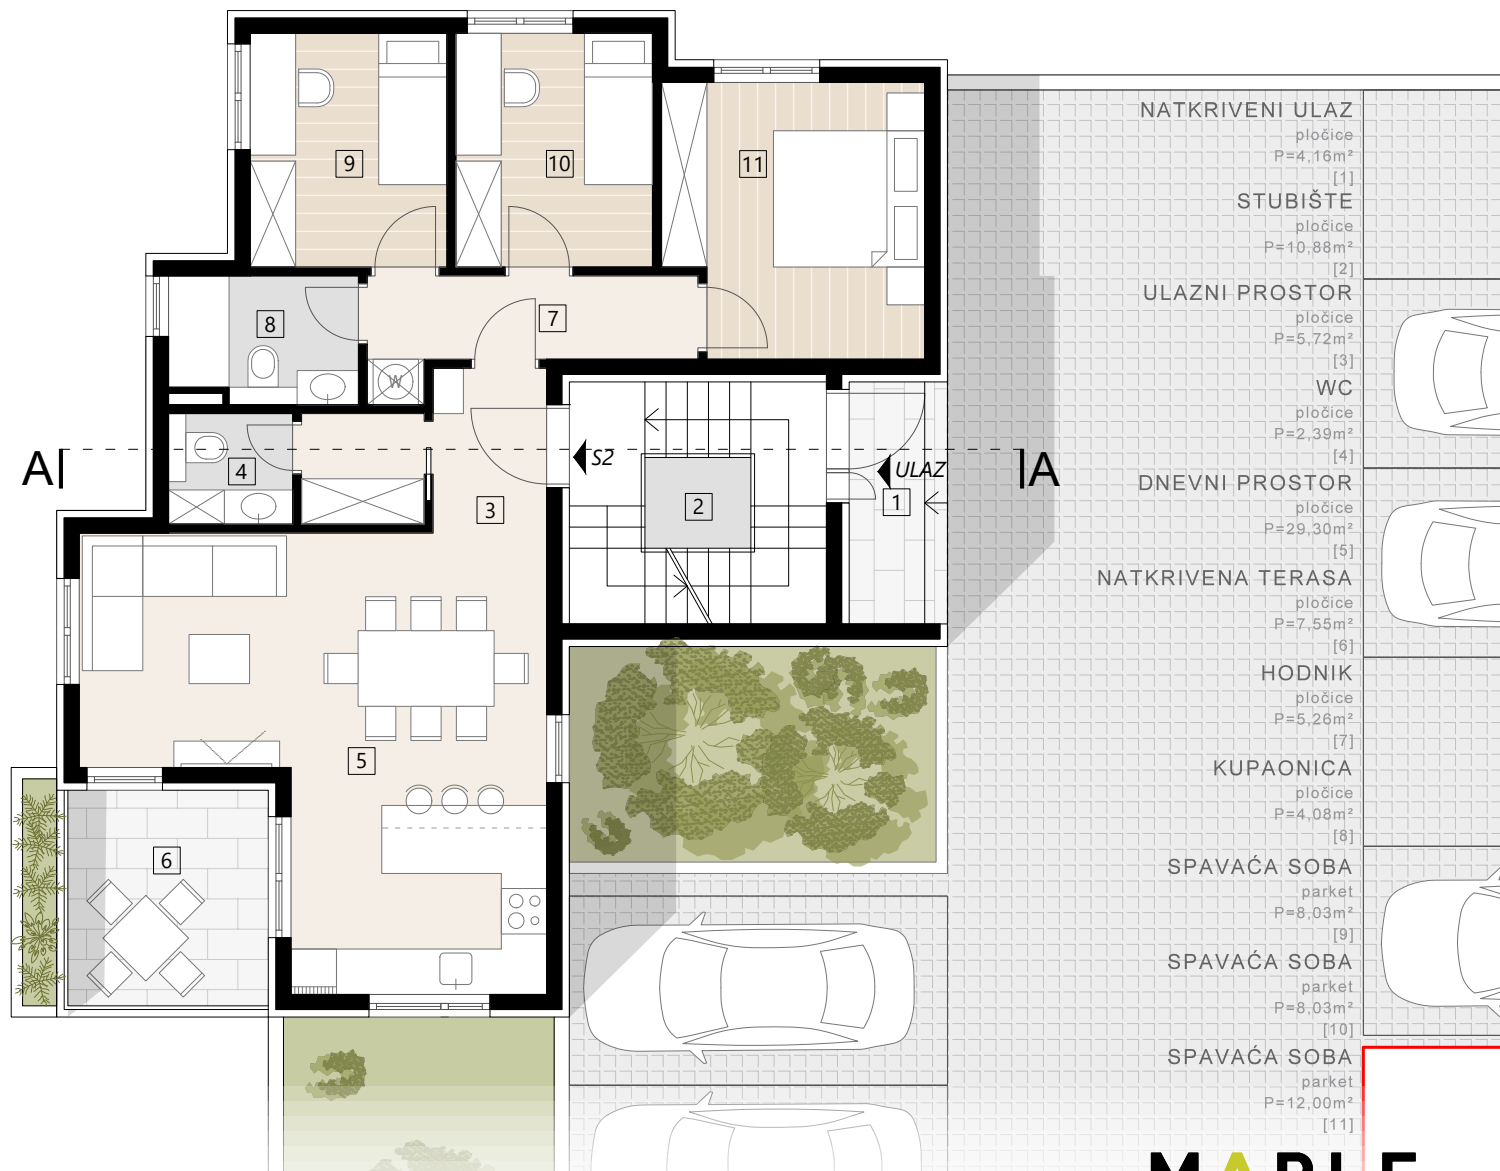 9
10
11
8
7
W
A
4
S2
ULAZ
A
3
2
1
5
6
NATKRIVENI ULAZ
pločice
P=4,16m²
[1]
STUBIŠTE
pločice
P=10,88m²
[2]
ULAZNI PROSTOR
pločice
P=5,72m²
[3]
WC
pločice
P=2,39m²
[4]
DNEVNI PROSTOR
pločice
P=29,30m²
[5]
NATKRIVENA TERASA
pločice
P=7,55m²
[6]
HODNIK
pločice
P=5,26m²
[7]
KUPAONICA
pločice
P=4,08m²
[8]
SPAVAĆA SOBA
parket
P=8,03m²
[9]
SPAVAĆA SOBA
parket
P=8,03m²
[10]
SPAVAĆA SOBA
parket
P=12,00m²
[11]